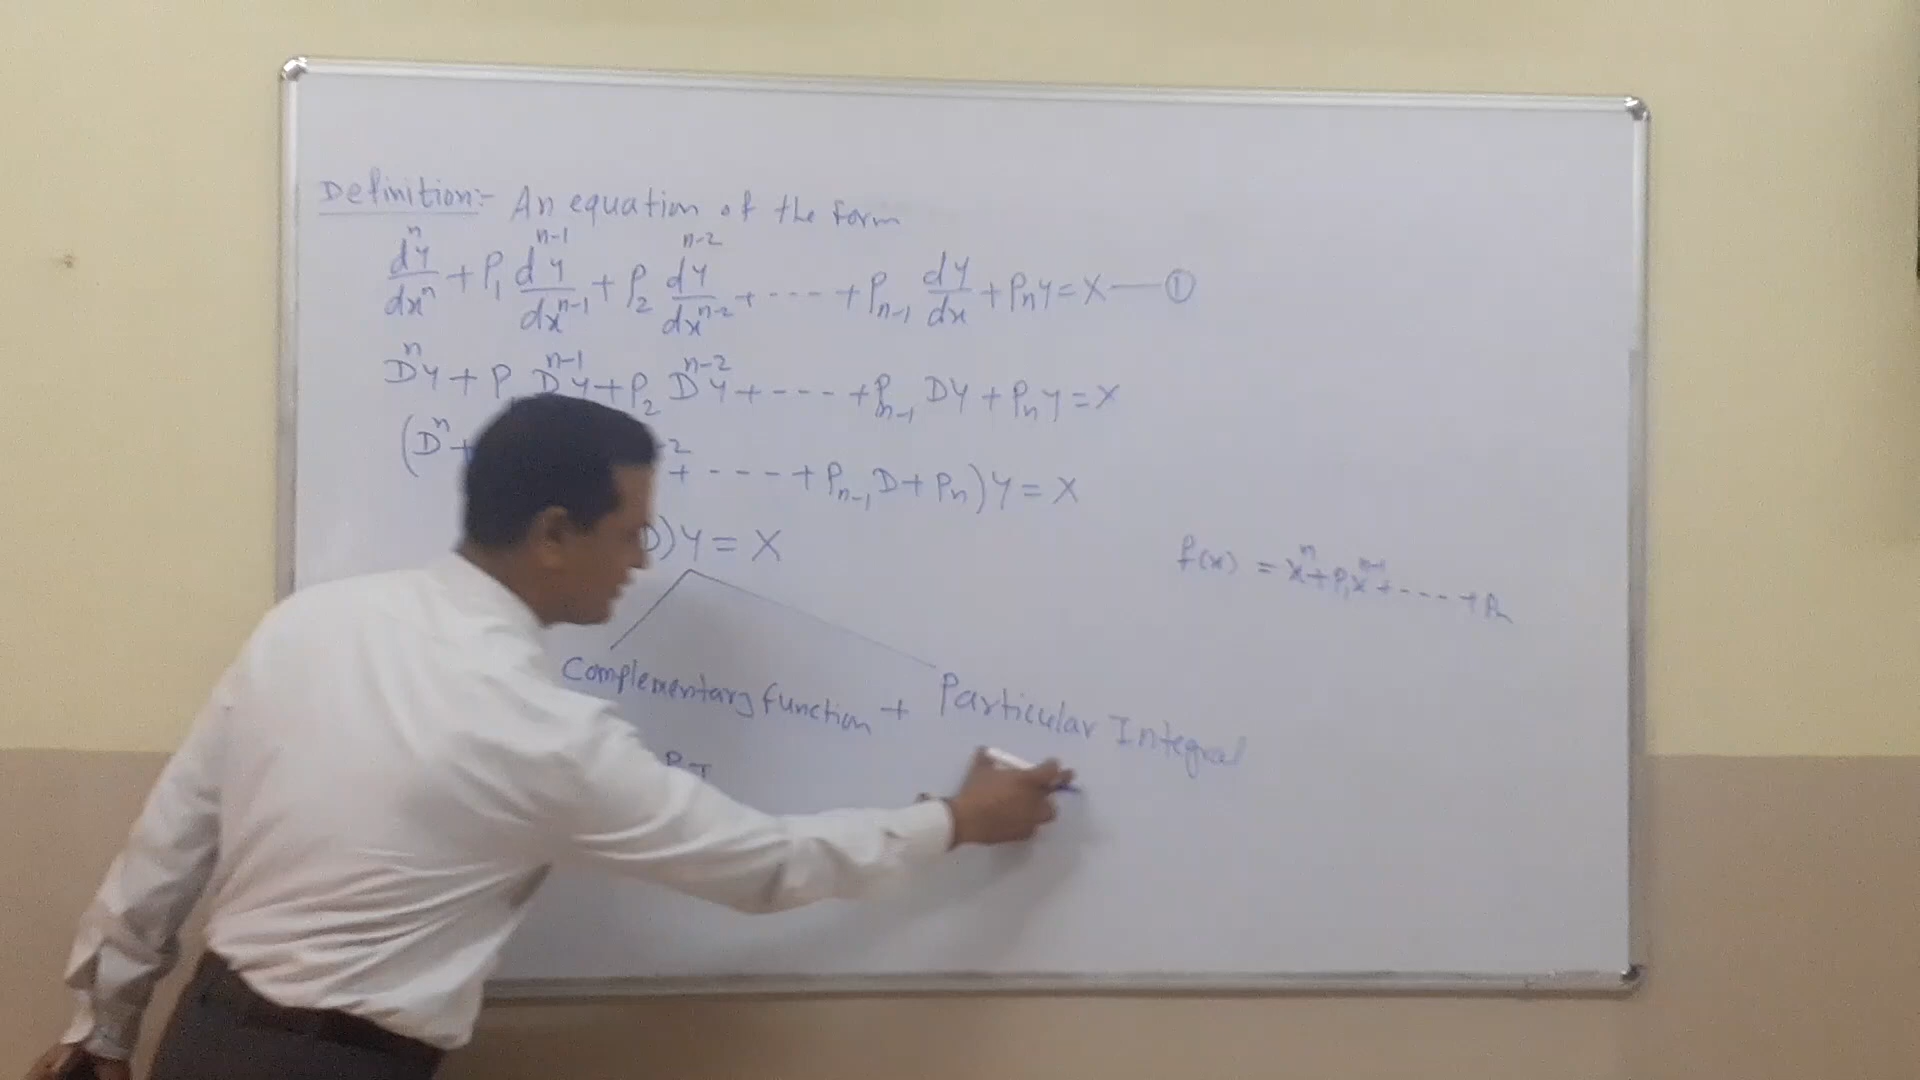 Definition:- An equation of the form
dⁿy/dxⁿ + P₁ dⁿ⁻¹y/dxⁿ⁻¹ + P₂ dⁿ⁻²y/dxⁿ⁻² + ---- + Pₙ₋₁ dy/dx + Pₙy = X — ①
Dⁿy + P Dⁿ⁻¹y + P₂ Dⁿ⁻²y + ---- + Pₙ₋₁ Dy + Pₙy = X
(Dⁿ + ² + ---- + Pₙ₋₁D + Pₙ)y = X
D)y = X
f(x) = xⁿ + P₁xⁿ⁻¹ + ---- + Pₙ
Complementary function + Particular Integral
P.I